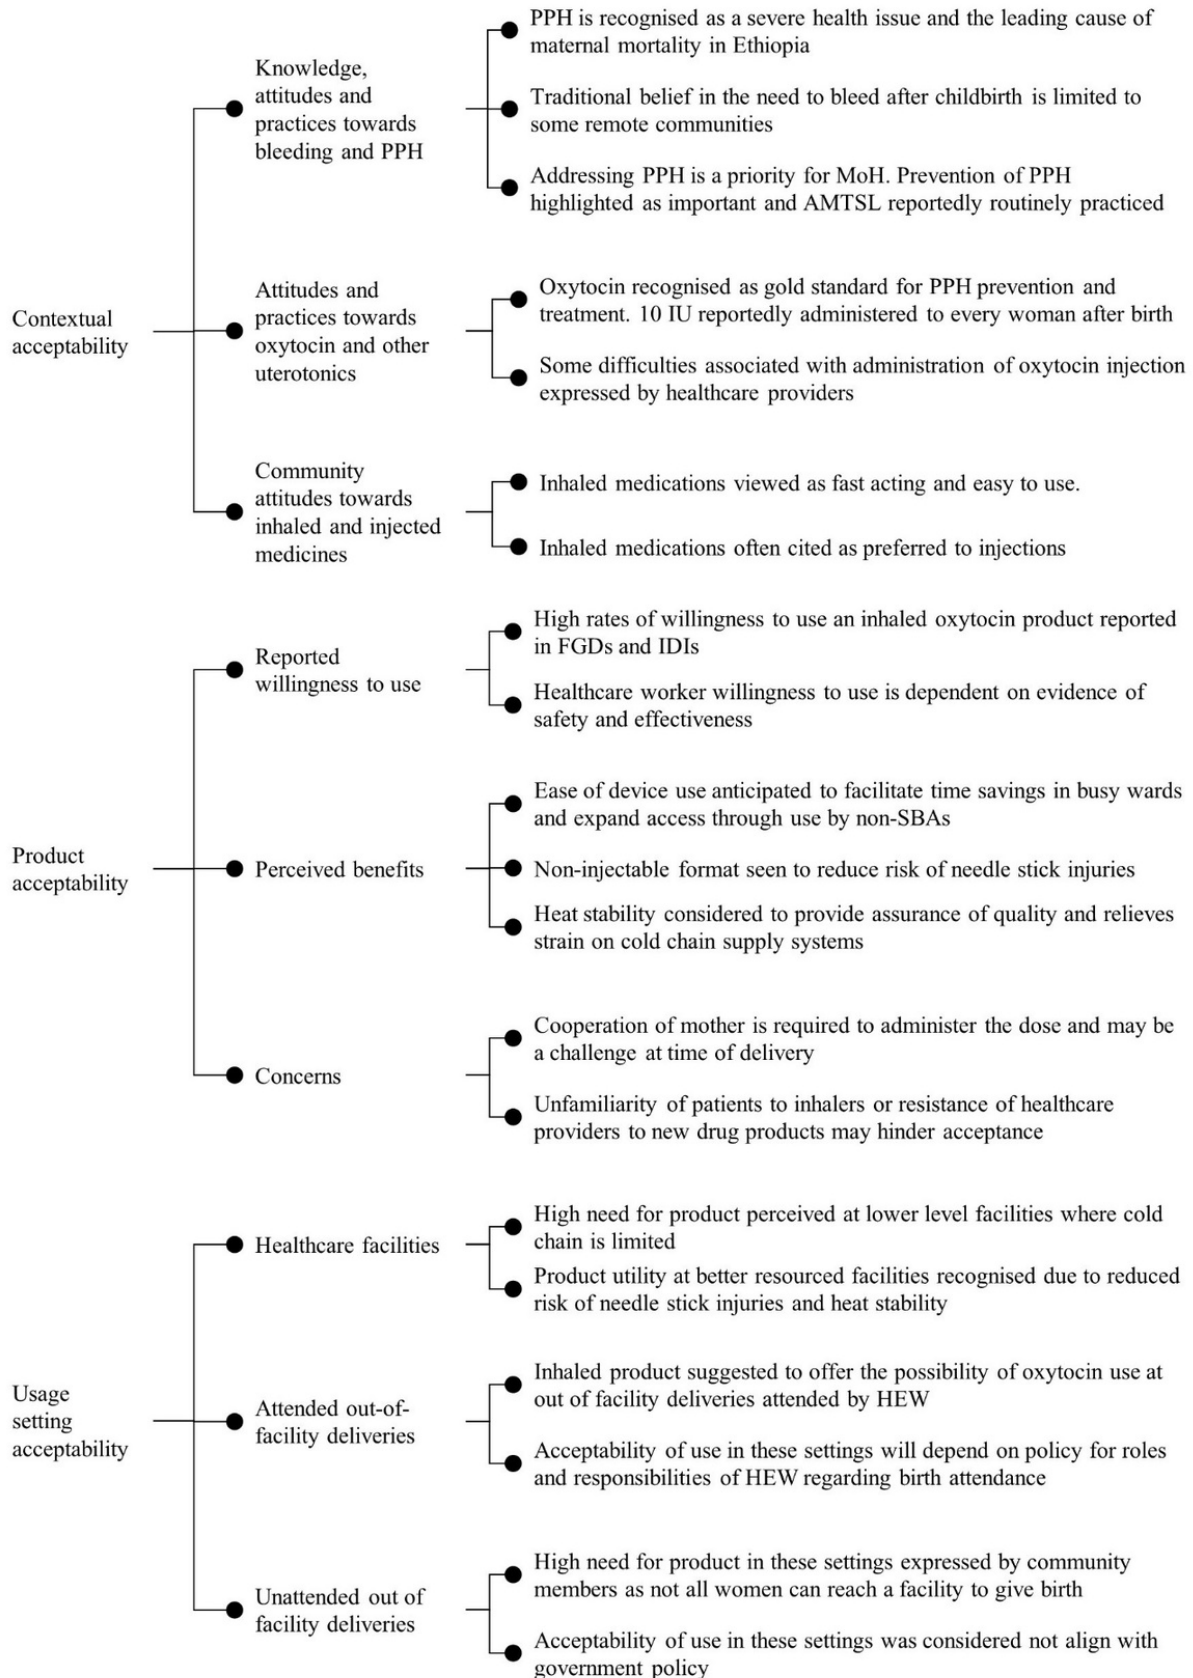 Contextual
acceptability
Knowledge,
attitudes and
practices towards
bleeding and PPH
PPH is recognised as a severe health issue and the leading cause of
maternal mortality in Ethiopia
Traditional belief in the need to bleed after childbirth is limited to
some remote communities
Addressing PPH is a priority for MoH. Prevention of PPH
highlighted as important and AMTSL reportedly routinely practiced
Attitudes and
practices towards
oxytocin and other
uterotonics
Oxytocin recognised as gold standard for PPH prevention and
treatment. 10 IU reportedly administered to every woman after birth
Some difficulties associated with administration of oxytocin injection
expressed by healthcare providers
Community
attitudes towards
inhaled and injected
medicines
Inhaled medications viewed as fast acting and easy to use.
Inhaled medications often cited as preferred to injections
Product
acceptability
Reported
willingness to use
High rates of willingness to use an inhaled oxytocin product reported
in FGDs and IDIs
Healthcare worker willingness to use is dependent on evidence of
safety and effectiveness
Perceived benefits
Ease of device use anticipated to facilitate time savings in busy wards
and expand access through use by non-SBAs
Non-injectable format seen to reduce risk of needle stick injuries
Heat stability considered to provide assurance of quality and relieves
strain on cold chain supply systems
Concerns
Cooperation of mother is required to administer the dose and may be
a challenge at time of delivery
Unfamiliarity of patients to inhalers or resistance of healthcare
providers to new drug products may hinder acceptance
Usage
setting
acceptability
Healthcare facilities
High need for product perceived at lower level facilities where cold
chain is limited
Product utility at better resourced facilities recognised due to reduced
risk of needle stick injuries and heat stability
Attended out-of-
facility deliveries
Inhaled product suggested to offer the possibility of oxytocin use at
out of facility deliveries attended by HEW
Acceptability of use in these settings will depend on policy for roles
and responsibilities of HEW regarding birth attendance
Unattended out of
facility deliveries
High need for product in these settings expressed by community
members as not all women can reach a facility to give birth
Acceptability of use in these settings was considered not align with
government policy